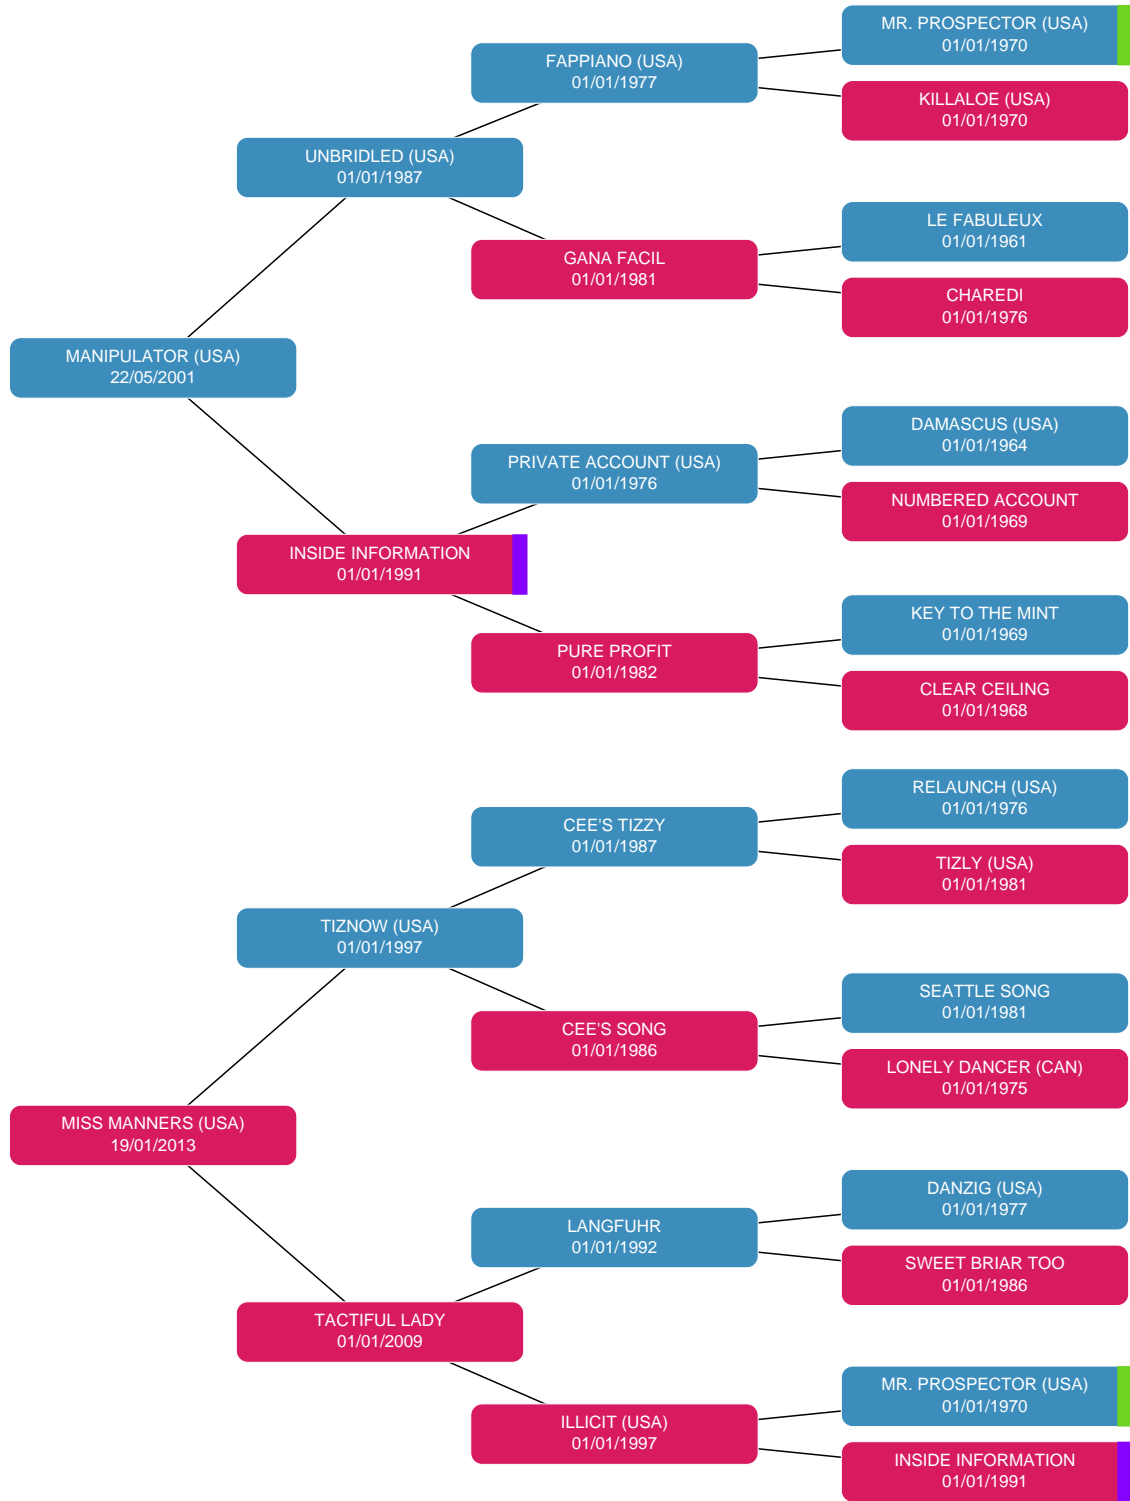 MR. PROSPECTOR (USA)
01/01/1970
FAPPIANO (USA)
01/01/1977
KILLALOE (USA)
01/01/1970
UNBRIDLED (USA)
01/01/1987
LE FABULEUX
01/01/1961
GANA FACIL
01/01/1981
CHAREDI
01/01/1976
MANIPULATOR (USA)
22/05/2001
DAMASCUS (USA)
01/01/1964
PRIVATE ACCOUNT (USA)
01/01/1976
NUMBERED ACCOUNT
01/01/1969
INSIDE INFORMATION
01/01/1991
KEY TO THE MINT
01/01/1969
PURE PROFIT
01/01/1982
CLEAR CEILING
01/01/1968
RELAUNCH (USA)
01/01/1976
CEE'S TIZZY
01/01/1987
TIZLY (USA)
01/01/1981
TIZNOW (USA)
01/01/1997
SEATTLE SONG
01/01/1981
CEE'S SONG
01/01/1986
LONELY DANCER (CAN)
01/01/1975
MISS MANNERS (USA)
19/01/2013
DANZIG (USA)
01/01/1977
LANGFUHR
01/01/1992
SWEET BRIAR TOO
01/01/1986
TACTIFUL LADY
01/01/2009
MR. PROSPECTOR (USA)
01/01/1970
ILLICIT (USA)
01/01/1997
INSIDE INFORMATION
01/01/1991